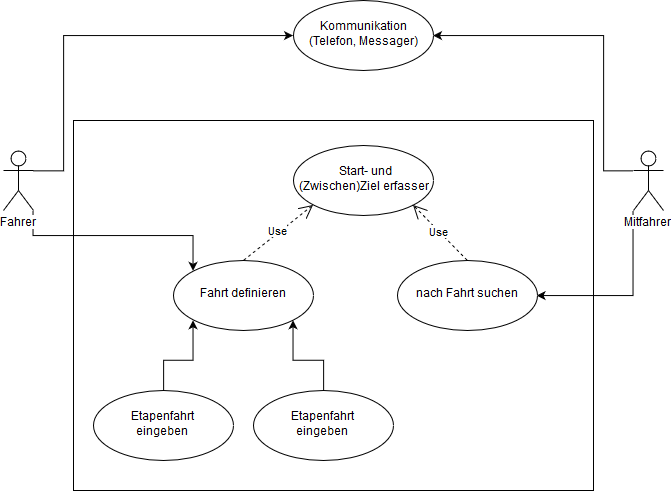 Kommunikation
(Telefon, Messager)
Start- und
(Zwischen)Ziel erfasser
Fahrer
Mitfahrer
Use
Use
Fahrt definieren
nach Fahrt suchen
Etapenfahrt
eingeben
Etapenfahrt
eingeben